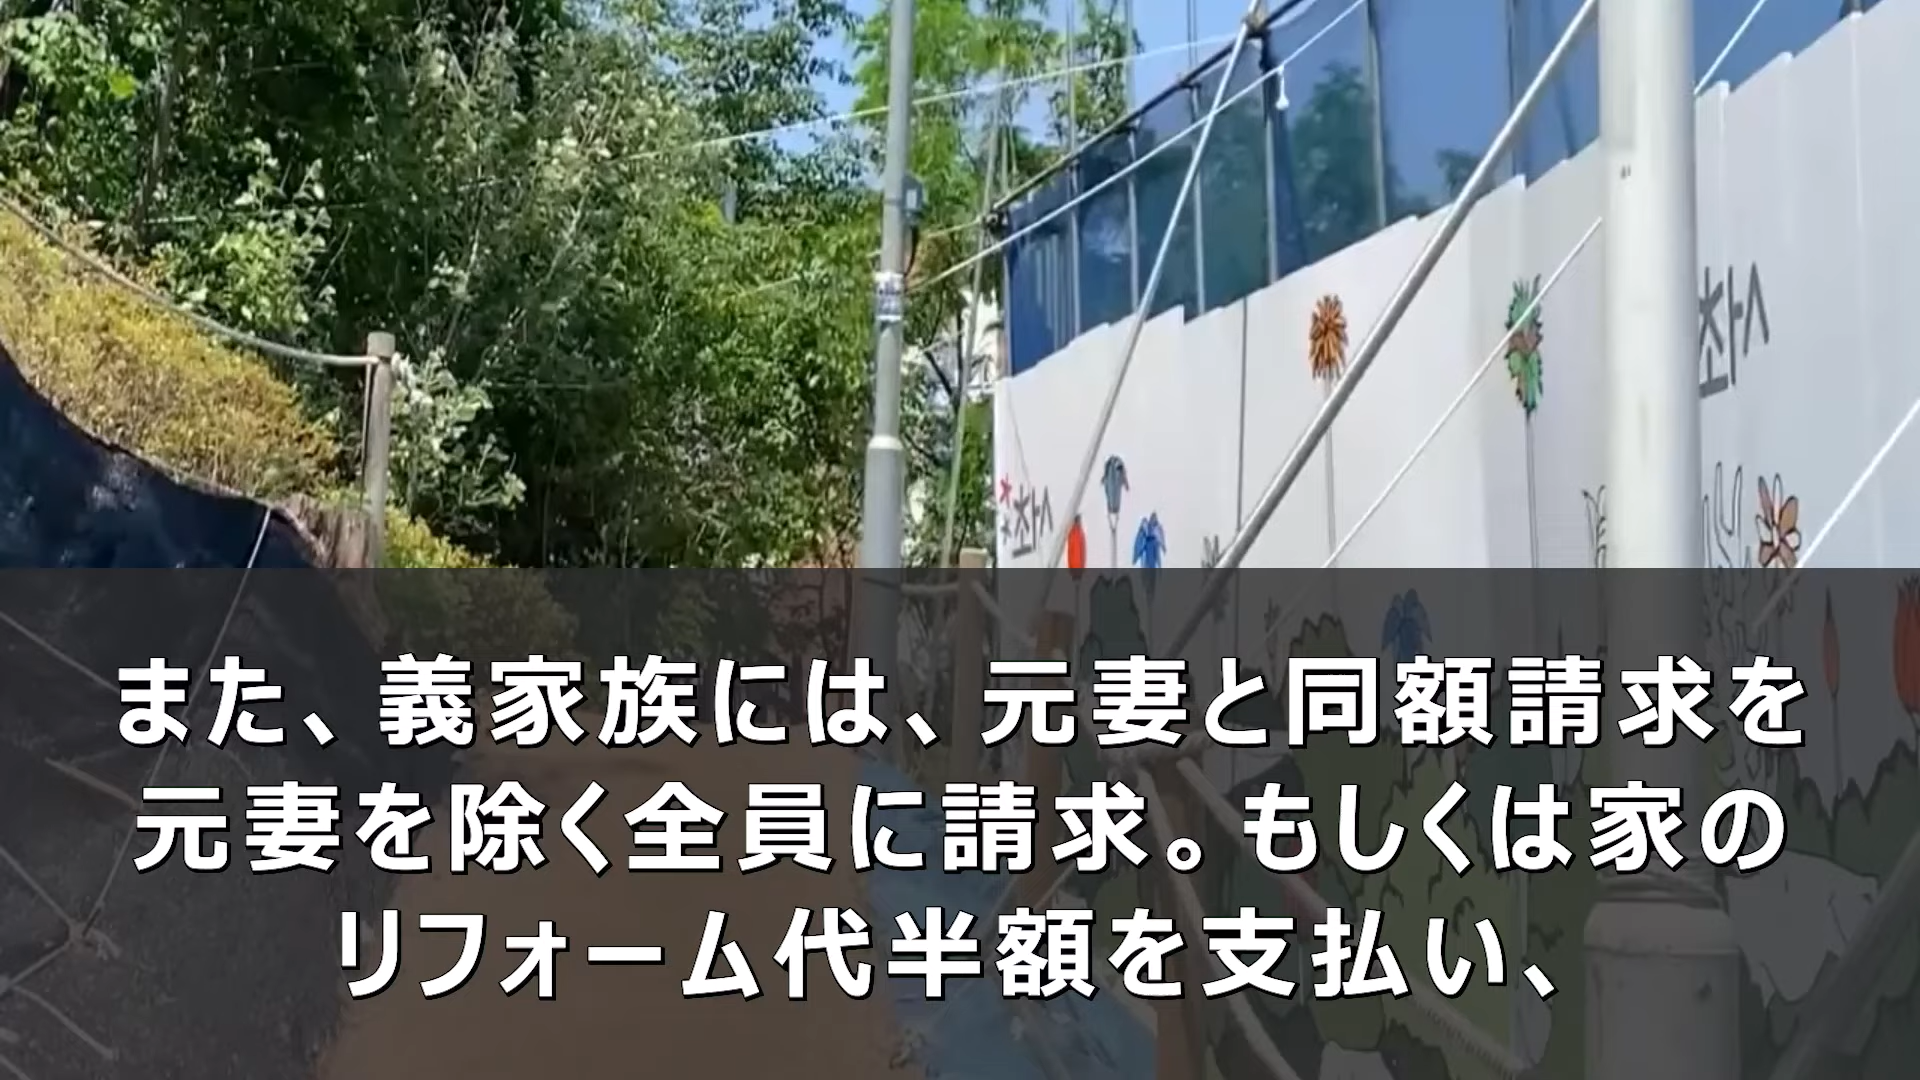 また、義家族には、元妻と同額請求を
元妻を除く全員に請求。もしくは家の
リフォーム代半額を支払い、